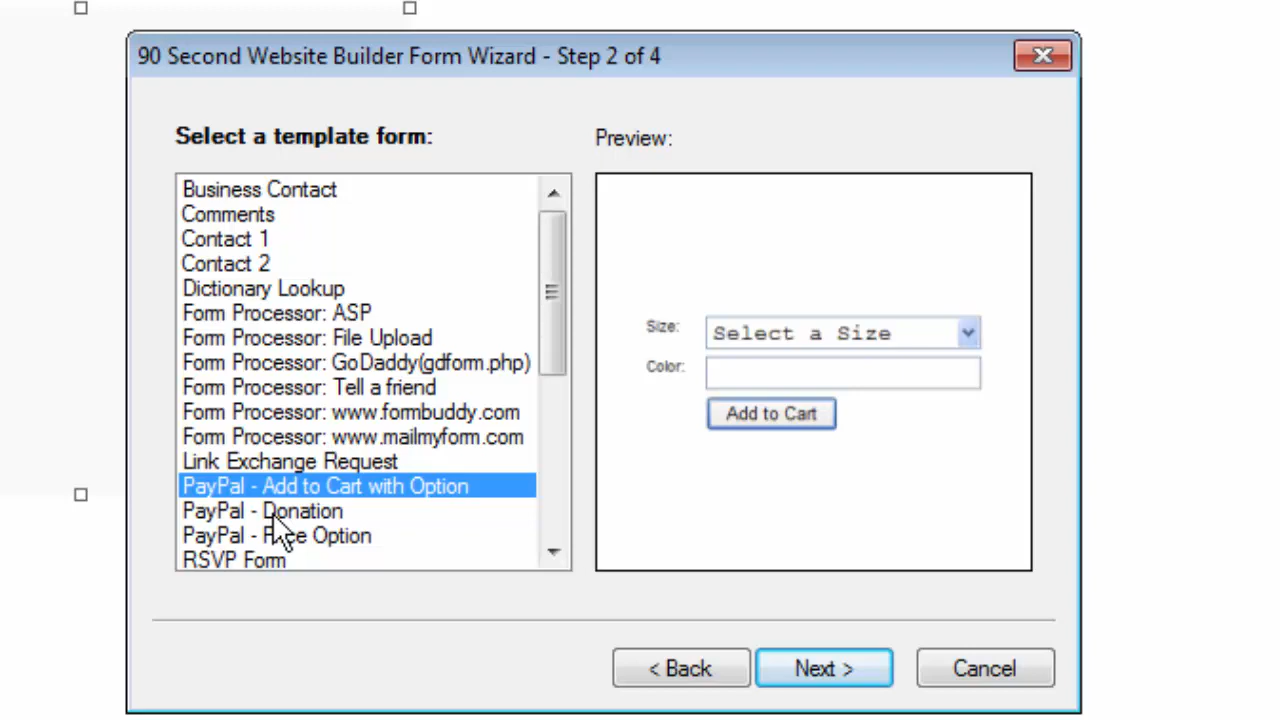 90 Second Website Builder Form Wizard - Step 2 of 4
Select a template form:
Preview:
Business Contact
Comments
Contact 1
Contact 2
Dictionary Lookup
Form Processor: ASP
Form Processor: File Upload
Form Processor: GoDaddy(gdform.php)
Form Processor: Tell a friend
Form Processor: www.formbuddy.com
Form Processor: www.mailmyform.com
Link Exchange Request
PayPal - Add to Cart with Option
PayPal - Donation
PayPal - Option
RSVP Form
Size:
Select a Size
Color:
Add to Cart
< Back
Next >
Cancel